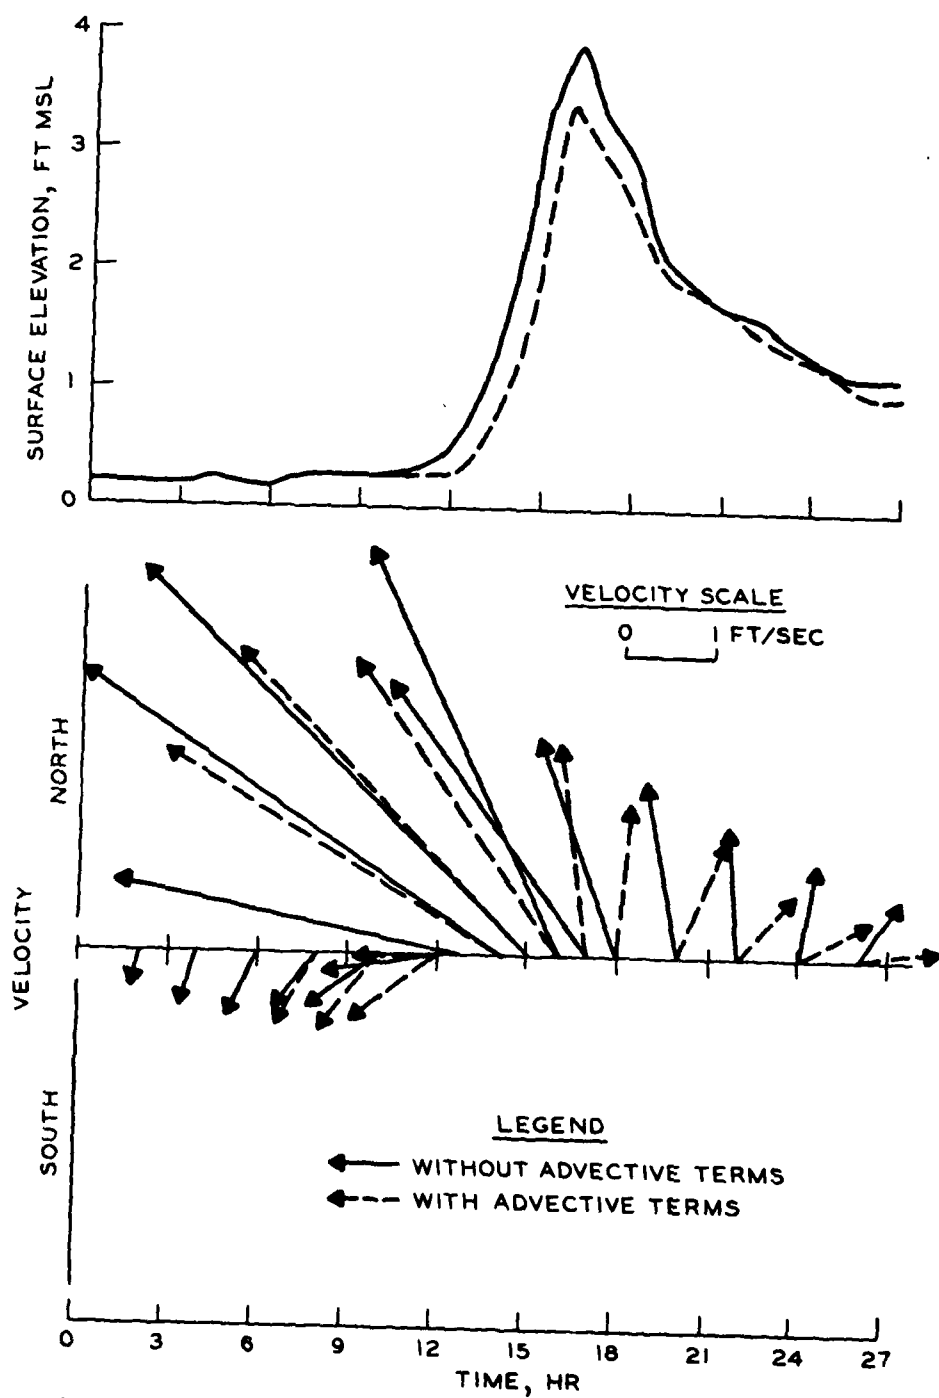 4
3
2
1
0
SURFACE ELEVATION, FT MSL
VELOCITY SCALE
0 1 FT/SEC
NORTH
VELOCITY
SOUTH
LEGEND
WITHOUT ADVECTIVE TERMS
WITH ADVECTIVE TERMS
0 3 6 9 12 15 18 21 24 27
TIME, HR